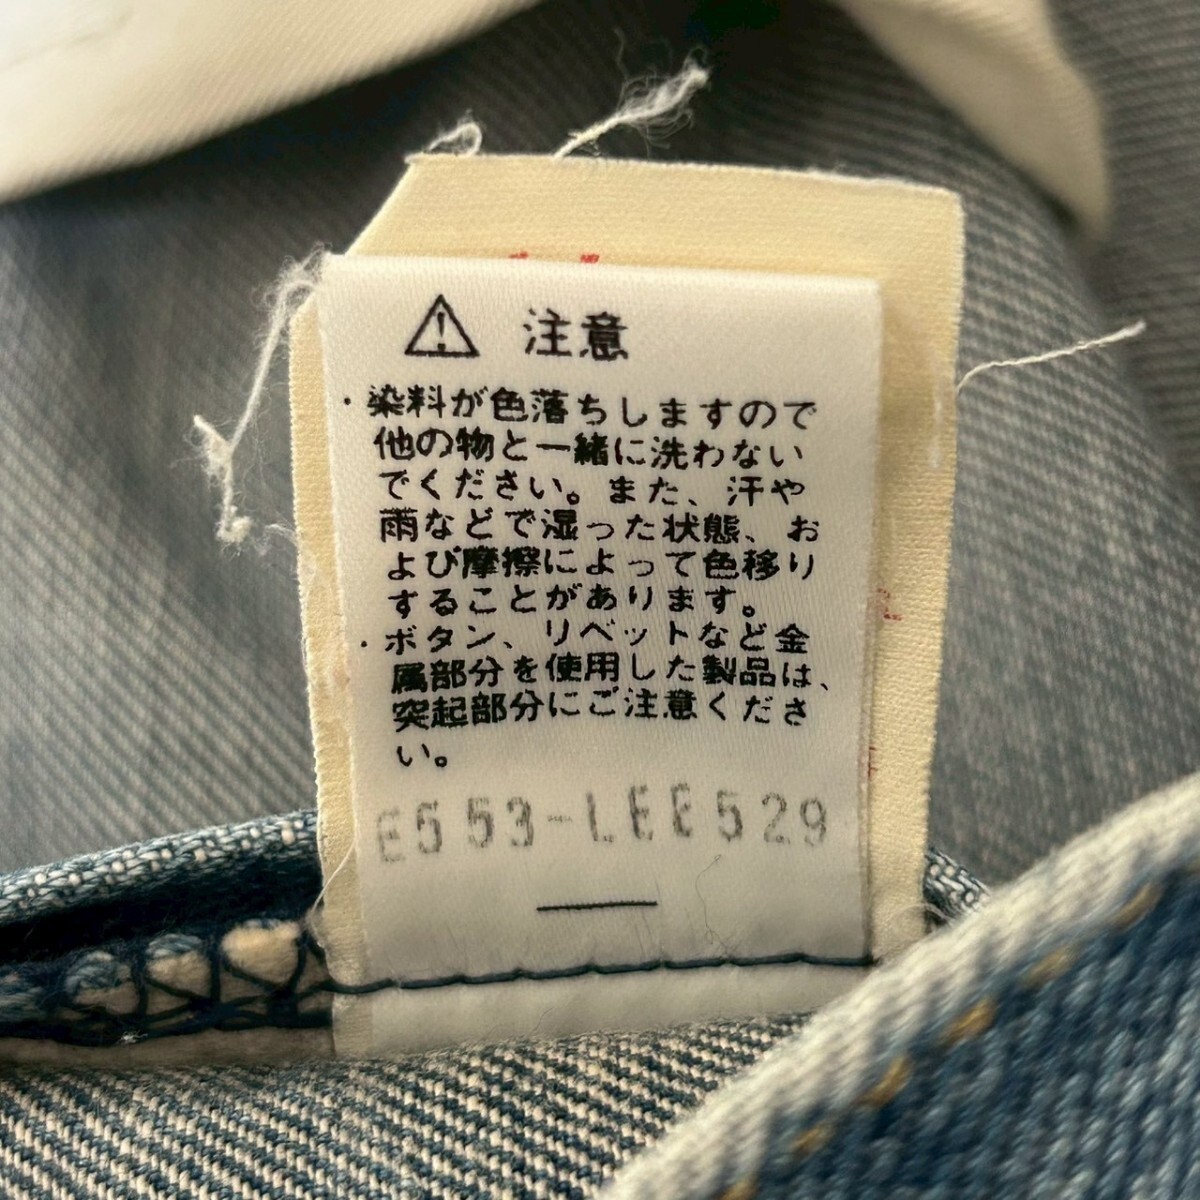 注意
・染料が色落ちしますので
他の物と一緒に洗わない
でください。また、汗や
雨などで湿った状態、お
よび摩擦によって色移り
することがあります。
・ボタン、リベットなど金
属部分を使用した製品は、
突起部分にご注意くださ
い。
E553-LEE529